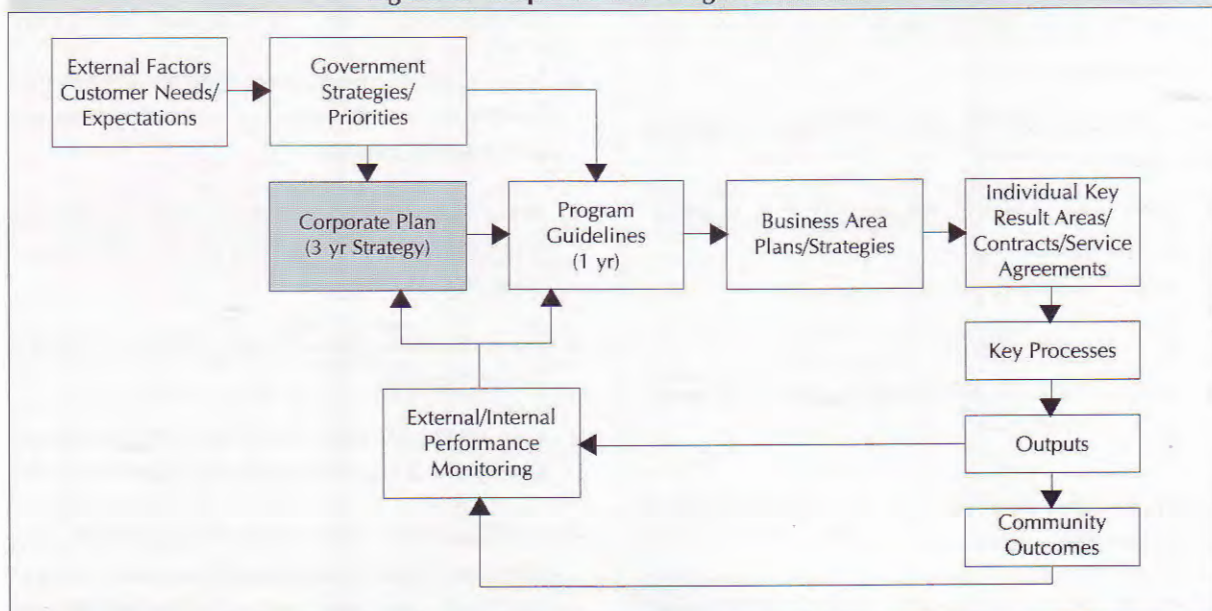 External Factors
Customer Needs/
Expectations
Government
Strategies/
Priorities
Corporate Plan
(3 yr Strategy)
Program
Guidelines
(1 yr)
Business Area
Plans/Strategies
Individual Key
Result Areas/
Contracts/Service
Agreements
Key Processes
External/Internal
Performance
Monitoring
Outputs
Community
Outcomes